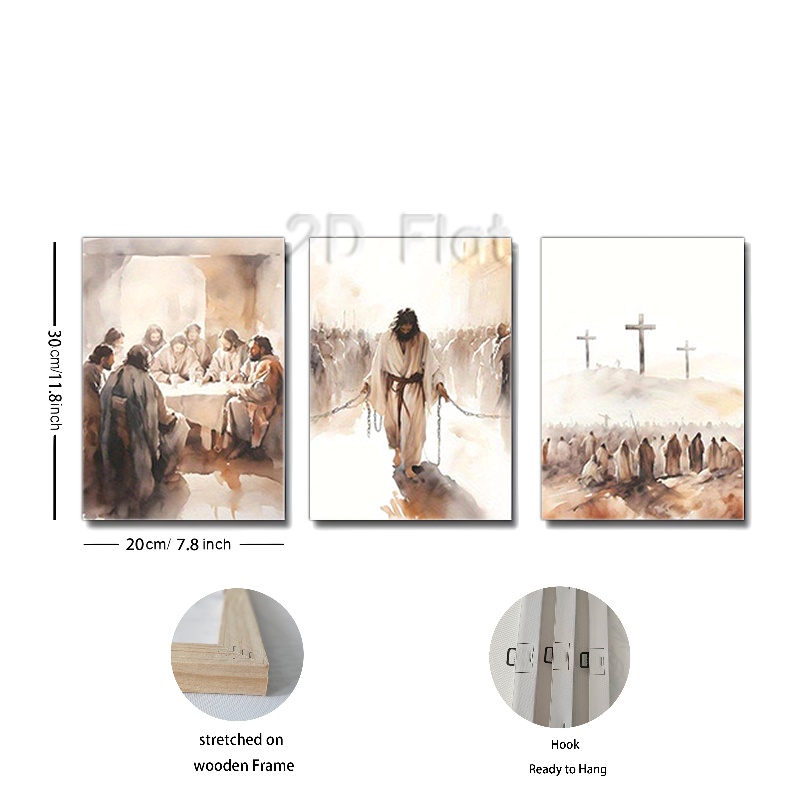 2D Flat
30cm/11.8inch
20cm/ 7.8 inch
stretched on
wooden Frame
Hook
Ready to Hang